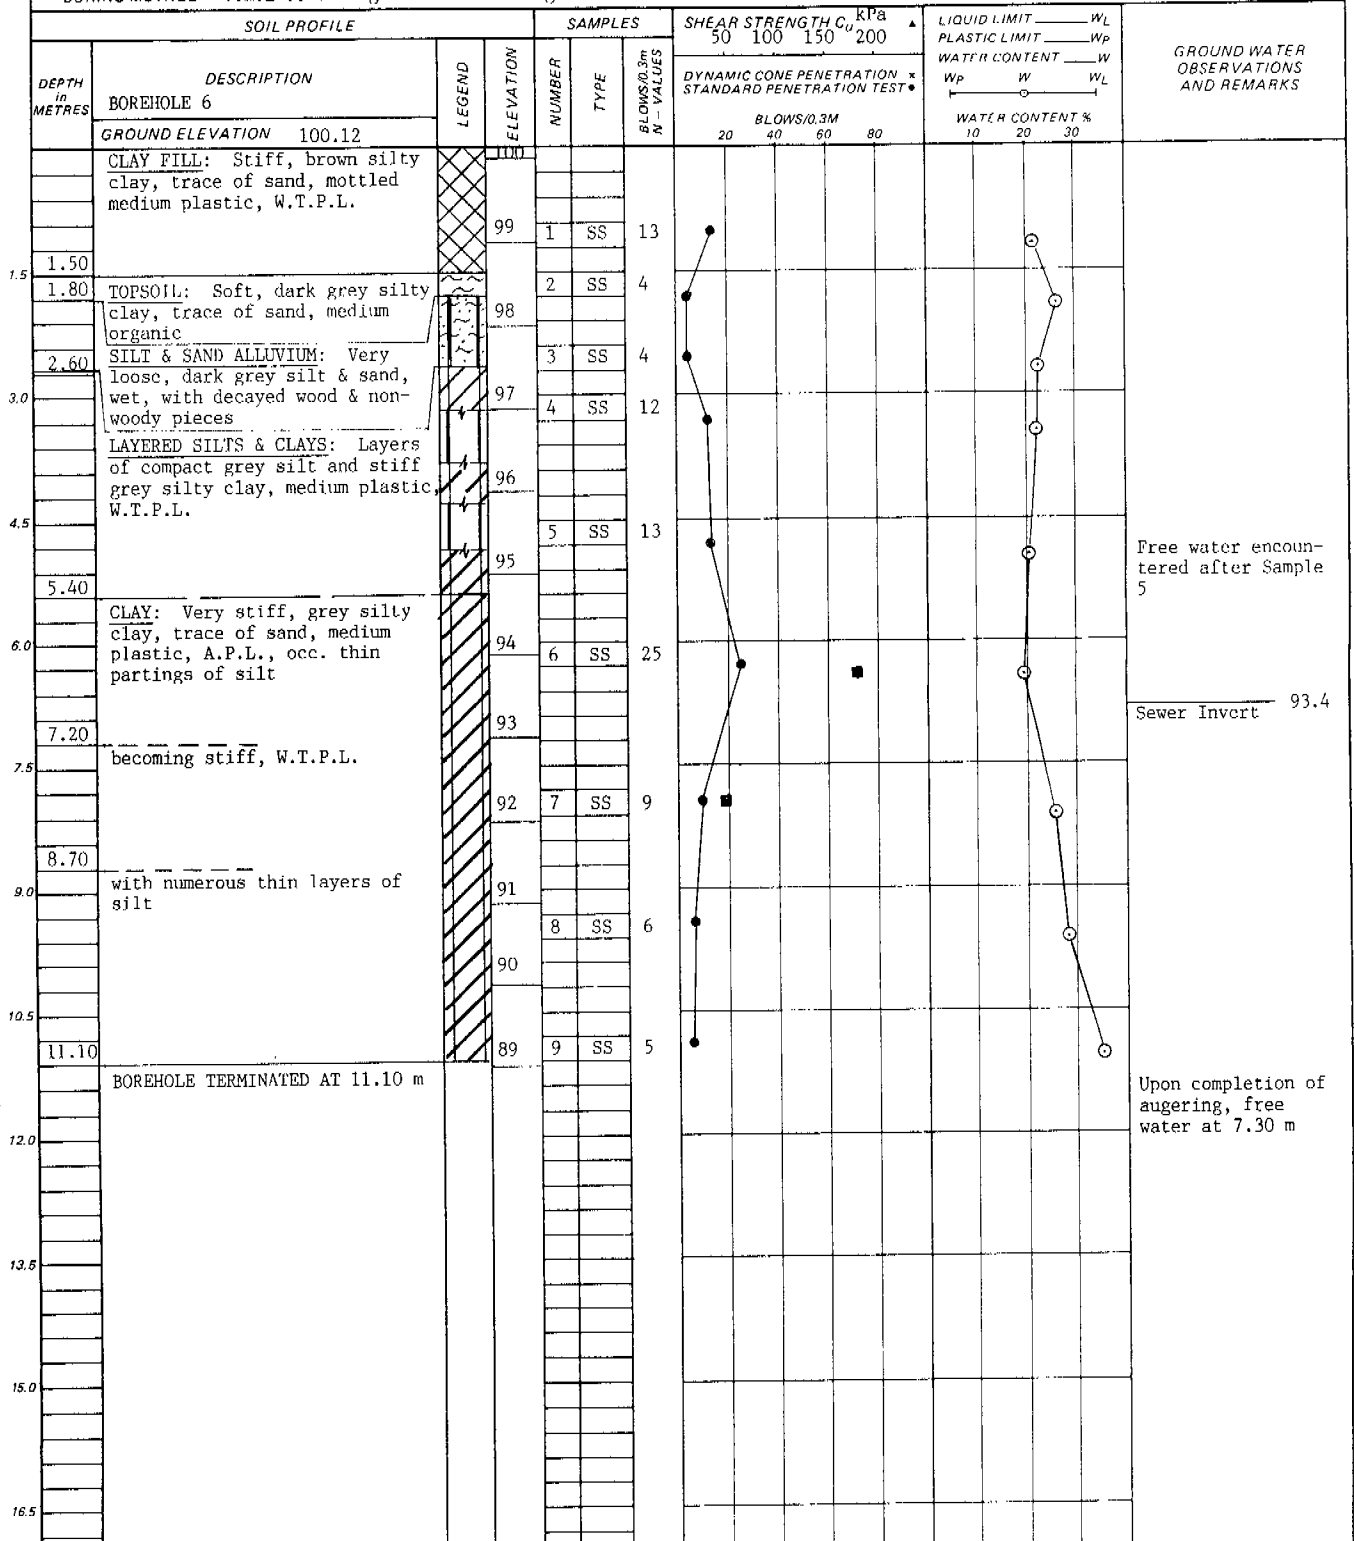 SOIL PROFILE
SAMPLES
SHEAR STRENGTH Cu kPa ▲
50 100 150 200
DYNAMIC CONE PENETRATION x
STANDARD PENETRATION TEST ●
BLOWS/0.3M
20 40 60 80
LIQUID LIMIT WL
PLASTIC LIMIT WP
WATER CONTENT W
WP W WL
WATER CONTENT %
10 20 30
GROUND WATER
OBSERVATIONS
AND REMARKS
DEPTH
in
METRES
DESCRIPTION
BOREHOLE 6
GROUND ELEVATION 100.12
LEGEND
ELEVATION
NUMBER
TYPE
BLOWS/0.3m
N - VALUES
100
CLAY FILL: Stiff, brown silty
clay, trace of sand, mottled
medium plastic, W.T.P.L.
99 1 SS 13
1.50
1.5
1.80
TOPSOIL: Soft, dark grey silty
clay, trace of sand, medium
organic
2 SS 4
98
2.60
SILT & SAND ALLUVIUM: Very
loose, dark grey silt & sand,
wet, with decayed wood & non-
woody pieces
3 SS 4
3.0
97
4 SS 12
LAYERED SILTS & CLAYS: Layers
of compact grey silt and stiff
grey silty clay, medium plastic,
W.T.P.L.
96
4.5
5 SS 13
95
Free water encoun-
tered after Sample
5
5.40
CLAY: Very stiff, grey silty
clay, trace of sand, medium
plastic, A.P.L., occ. thin
partings of silt
6.0
94
6 SS 25
93.4
Sewer Invert
93
7.20
becoming stiff, W.T.P.L.
7.5
92 7 SS 9
8.70
with numerous thin layers of
silt
9.0
91
8 SS 6
90
10.5
11.10
89 9 SS 5
BOREHOLE TERMINATED AT 11.10 m
Upon completion of
augering, free
water at 7.30 m
12.0
13.5
15.0
16.5